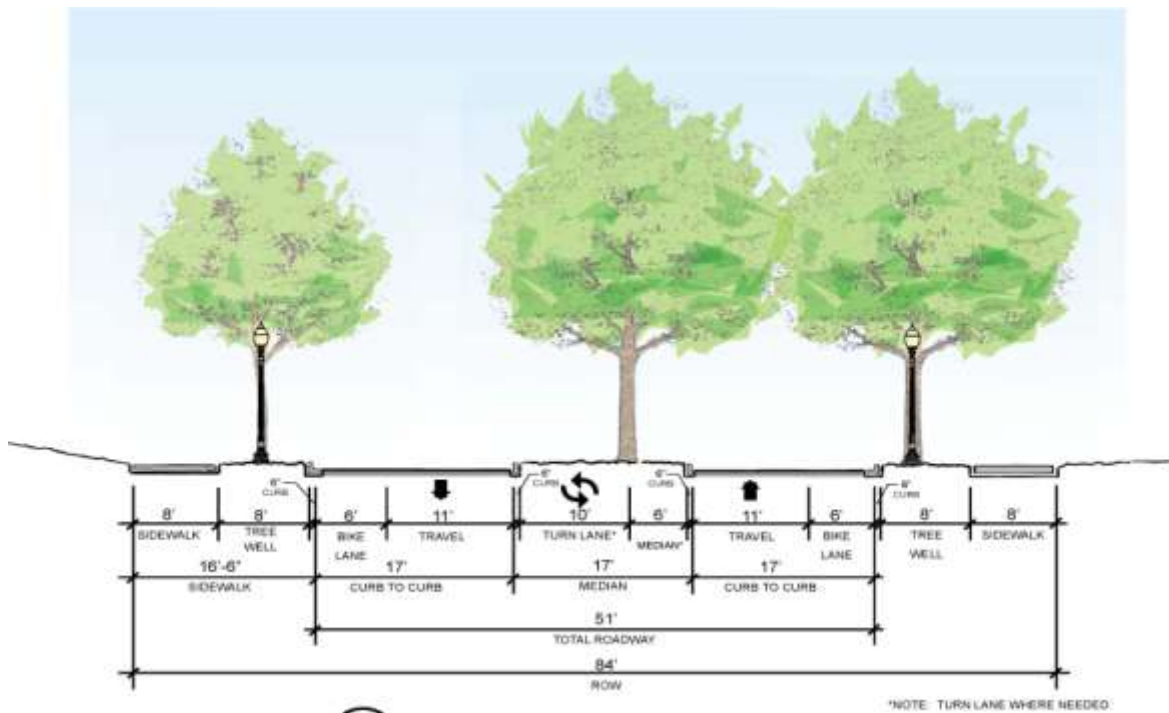 6" CURB
6" CURB
6" CURB
6" CURB
8' 8' 6' 11' 10' 6' 11' 6' 8' 8'
SIDEWALK TREE WELL BIKE LANE TRAVEL TURN LANE* MEDIAN* TRAVEL BIKE LANE TREE WELL SIDEWALK
16'-6" 17' 17' 17'
SIDEWALK CURB TO CURB MEDIAN CURB TO CURB
51'
TOTAL ROADWAY
84'
ROW
*NOTE: TURN LANE WHERE NEEDED